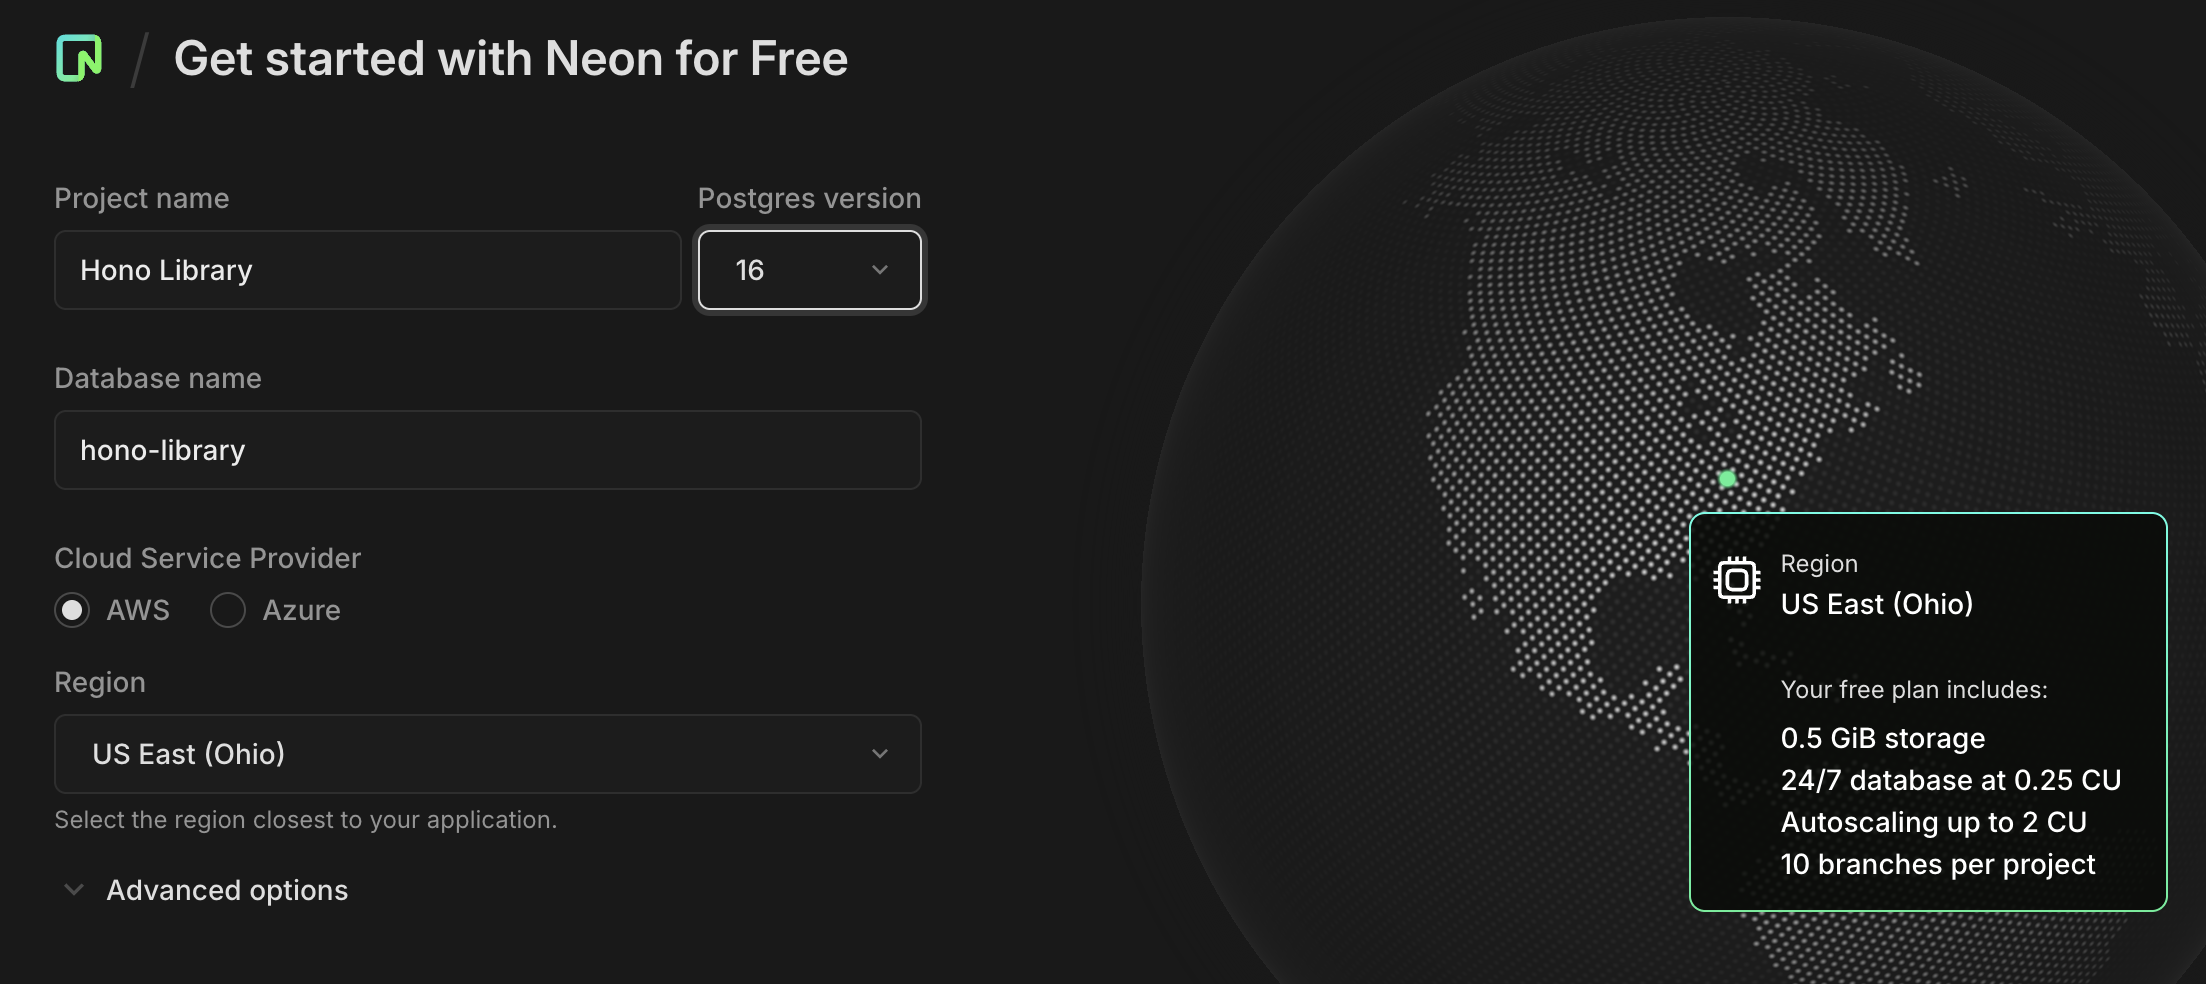 Get started with Neon for Free
Project name
Postgres version
Hono Library
16
Database name
hono-library
Cloud Service Provider
AWS
Azure
Region
US East (Ohio)
Select the region closest to your application.
Advanced options
Region
US East (Ohio)
Your free plan includes:
0.5 GiB storage
24/7 database at 0.25 CU
Autoscaling up to 2 CU
10 branches per project